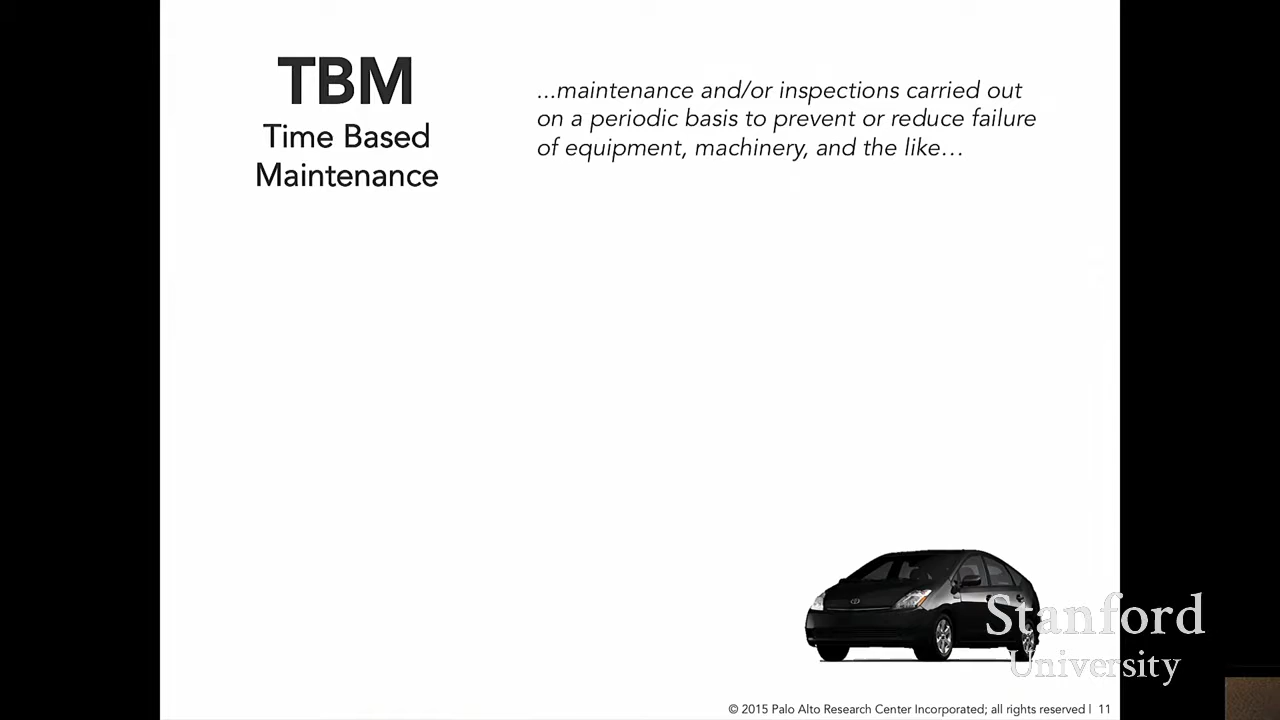 TBM
Time Based
Maintenance
...maintenance and/or inspections carried out
on a periodic basis to prevent or reduce failure
of equipment, machinery, and the like…
Stanford
University
© 2015 Palo Alto Research Center Incorporated; all rights reserved | 11